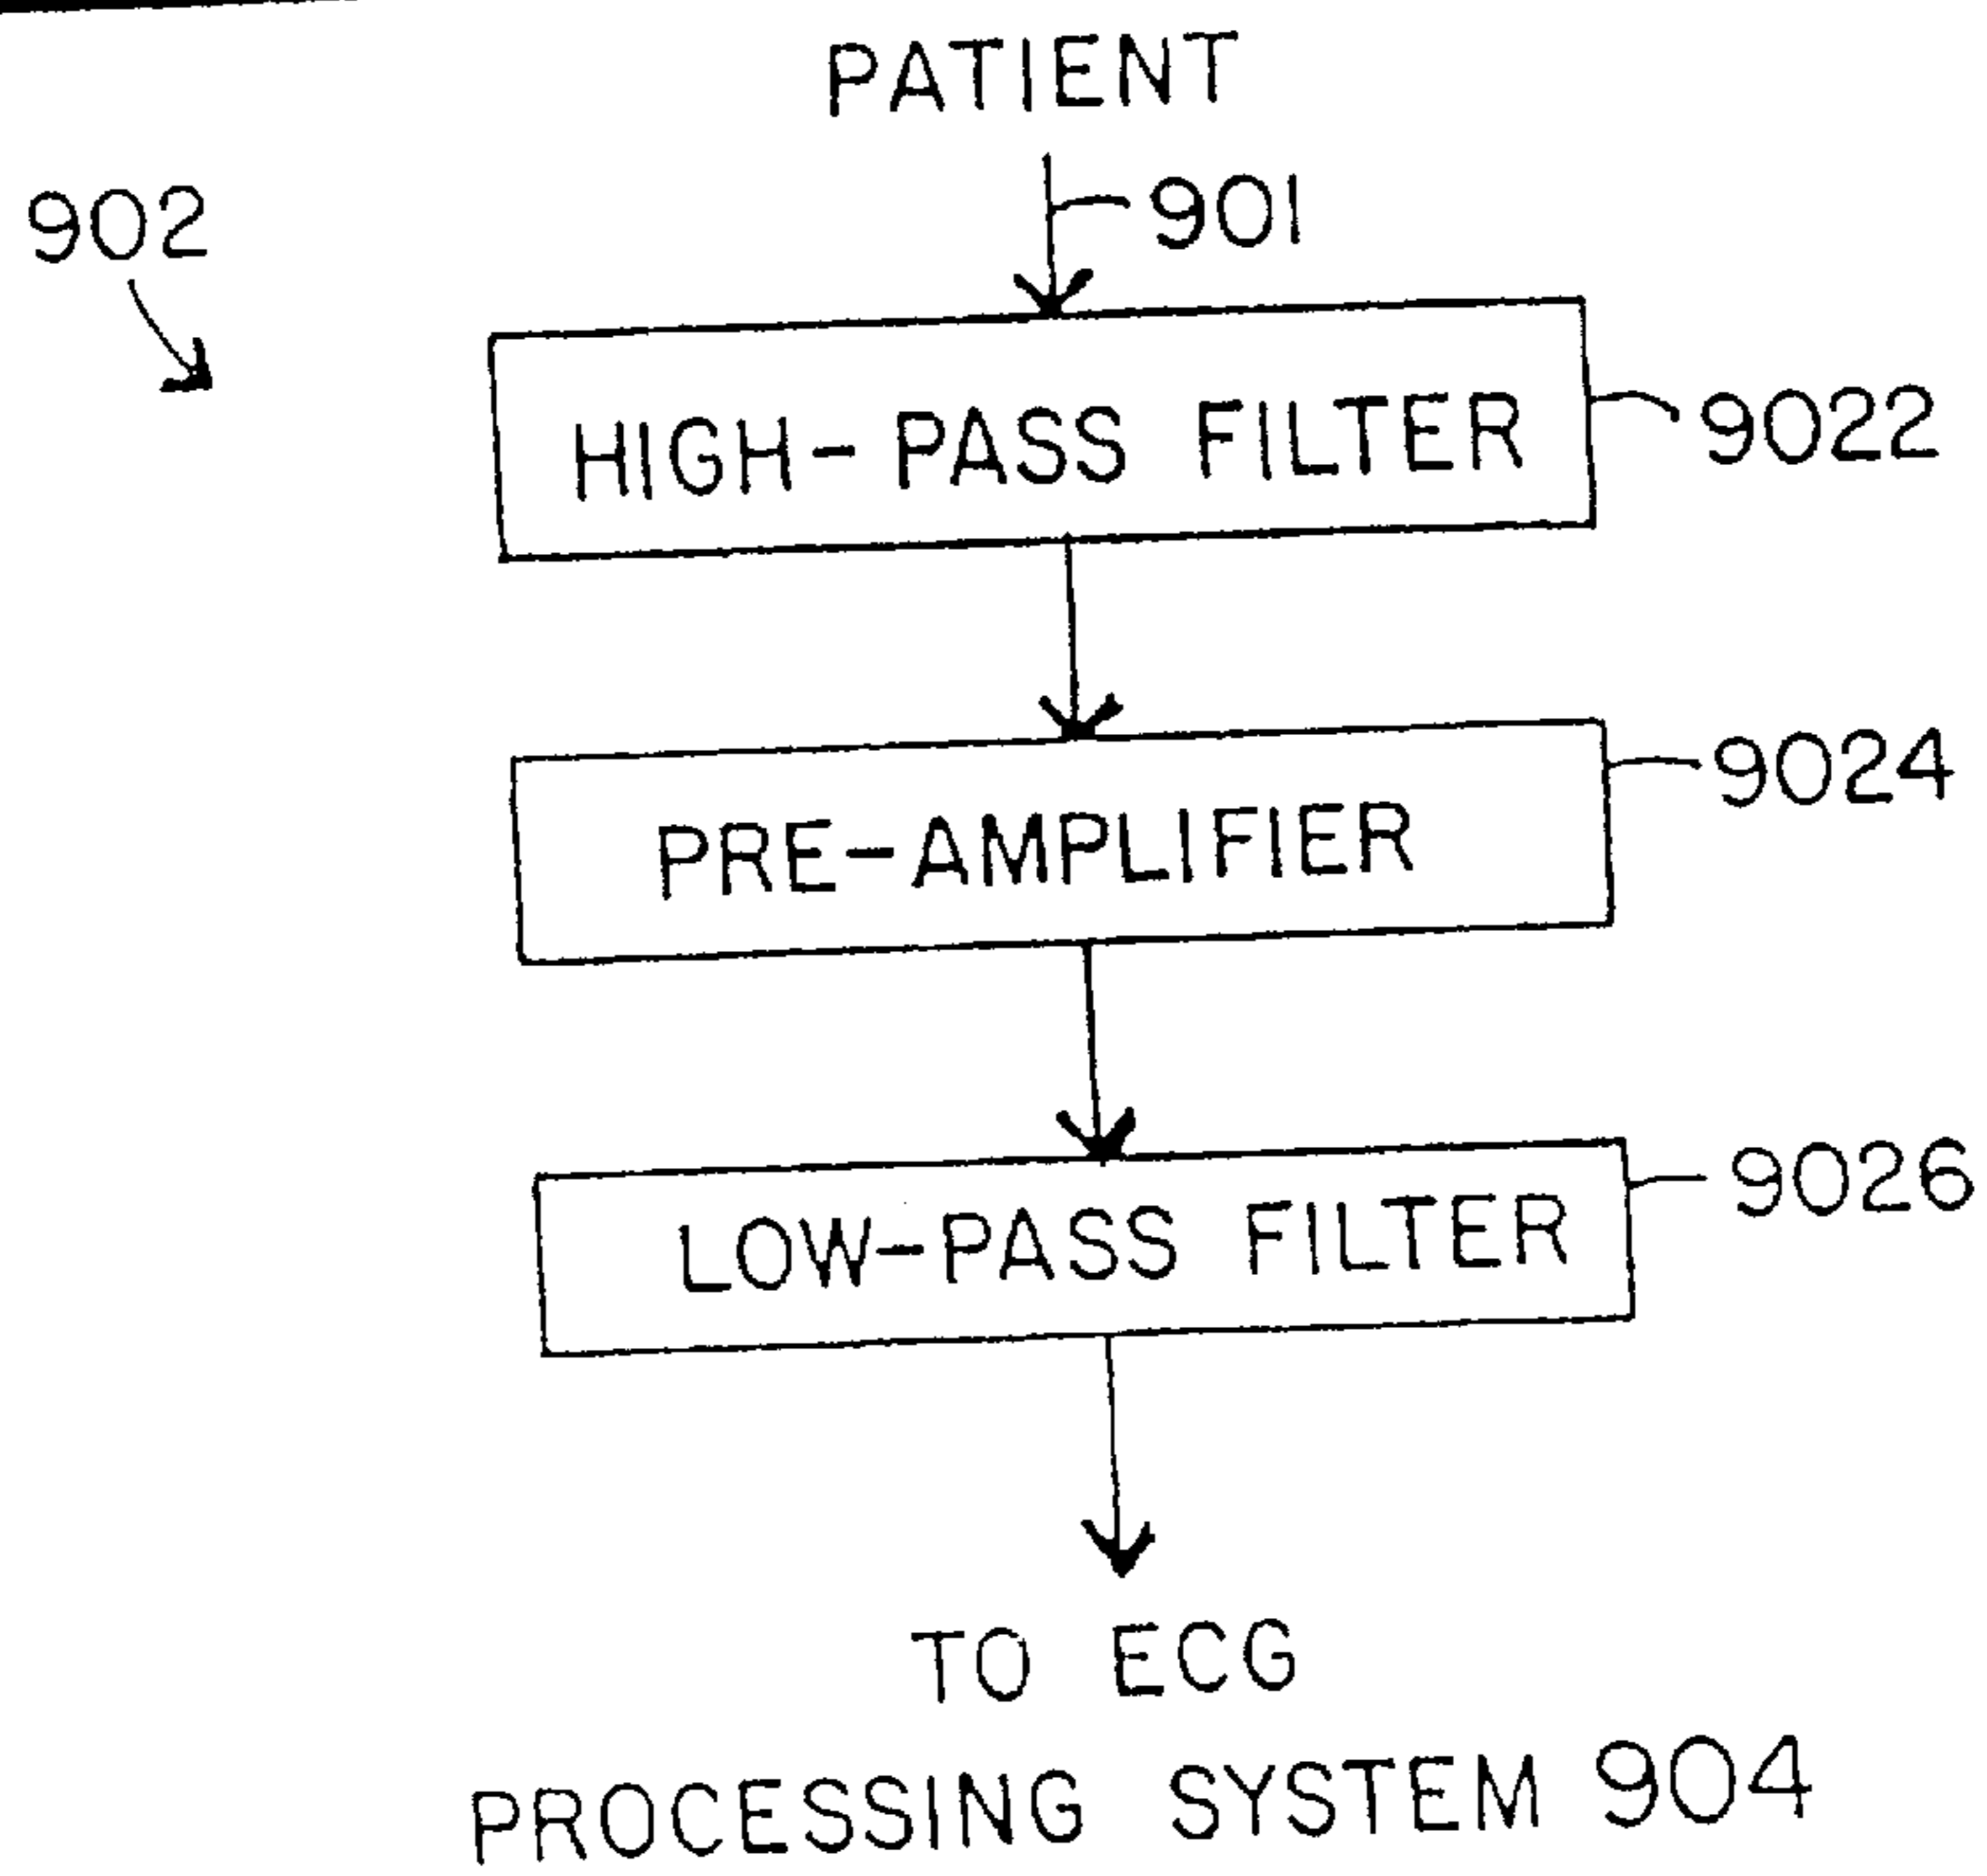 PATIENT
901
902
HIGH-PASS FILTER
9022
PRE-AMPLIFIER
9024
LOW-PASS FILTER
9026
TO ECG
PROCESSING SYSTEM 904